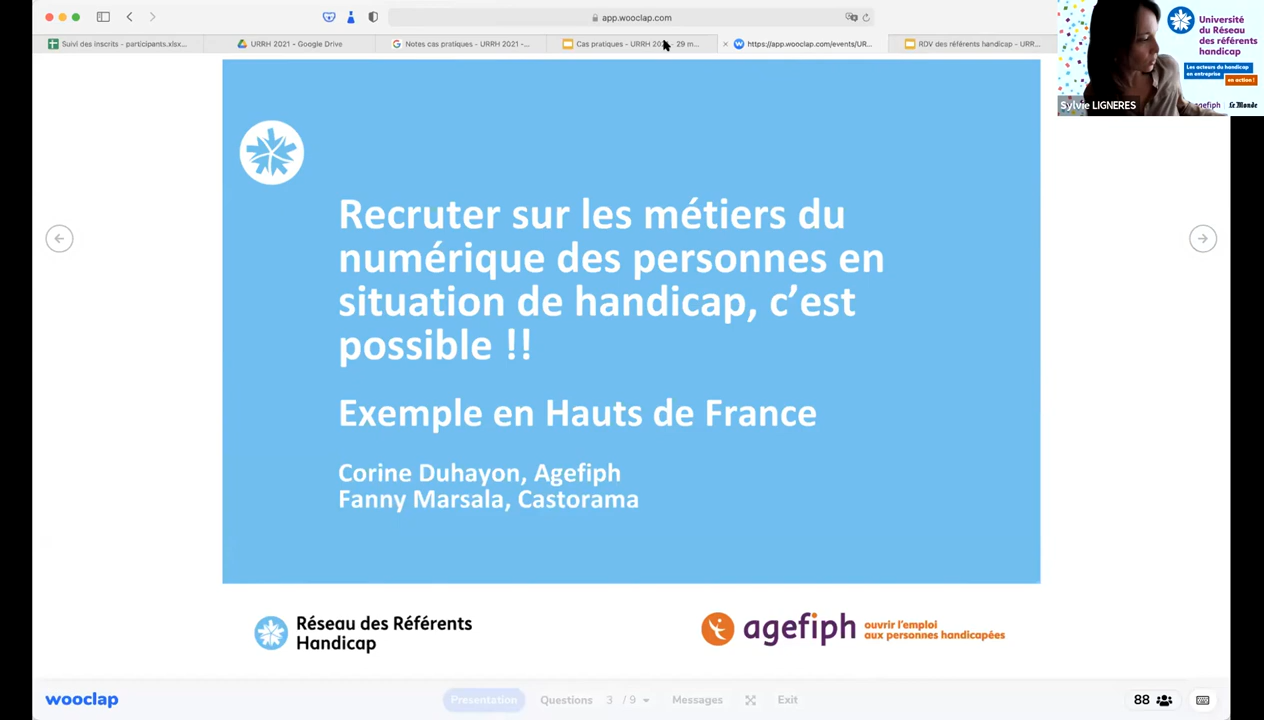 app.wooclap.com
Suivi des inscrits - participants.xlsx...
URRH 2021 - Google Drive
Notes cas pratiques - URRH 2021 -...
Cas pratiques - URRH 29 m...
https://app.wooclap.com/events/UR...
RDV des référents handicap - URR...
Université
du Réseau
des référents
handicap
Les acteurs du handicap
en entreprise
en action !
Sylvie LIGNERES
agefiph
Le Monde
Recruter sur les métiers du
numérique des personnes en
situation de handicap, c’est
possible !!
Exemple en Hauts de France
Corine Duhayon, Agefiph
Fanny Marsala, Castorama
Réseau des Référents
Handicap
agefiph
ouvrir l'emploi
aux personnes handicapées
wooclap
Presentation
Questions 3 / 9
Messages
Exit
88